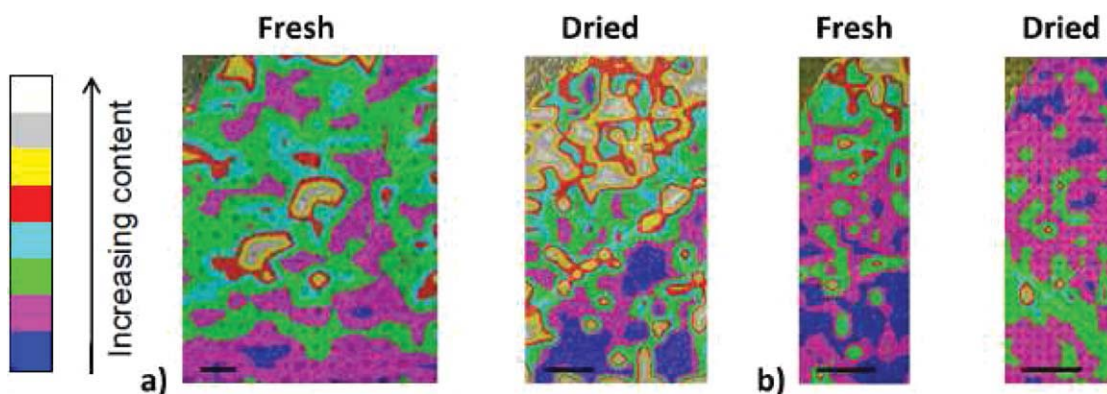 Fresh
Dried
Fresh
Dried
Increasing content
a)
b)